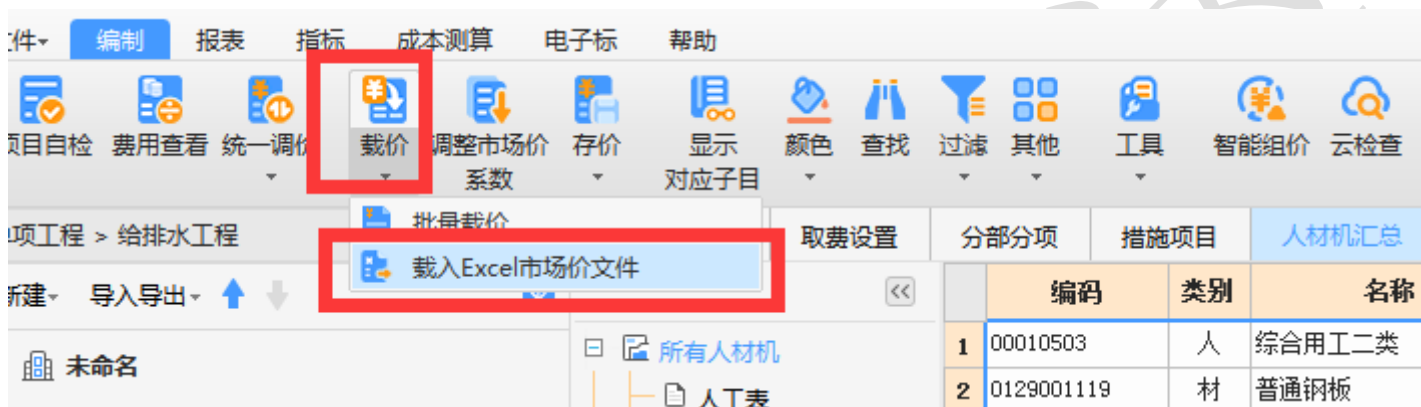 件 编制 报表 指标 成本测算 电子标 帮助
项目自检 费用查看 统一调价 载价 调整市场价 存价 显示 颜色 查找 过滤 其他 工具 智能组价 云检查
系数 对应子目
批量载价
项工程 > 给排水工程 取费设置 分部分项 措施项目 人材机汇总
载入Excel市场价文件
新建 导入导出 << 编码 类别 名称
未命名 所有人材机 1 00010503 人 综合用工二类
人工表 2 0129001119 材 普通钢板